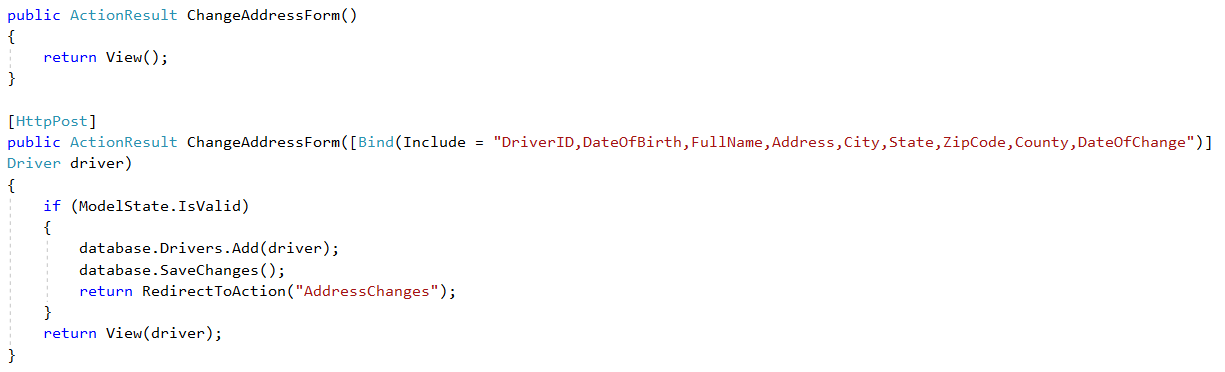 public ActionResult ChangeAddressForm()
{
    return View();
}

[HttpPost]
public ActionResult ChangeAddressForm([Bind(Include = "DriverID,DateOfBirth,FullName,Address,City,State,ZipCode,County,DateOfChange")]
Driver driver)
{
    if (ModelState.IsValid)
    {
        database.Drivers.Add(driver);
        database.SaveChanges();
        return RedirectToAction("AddressChanges");
    }
    return View(driver);
}